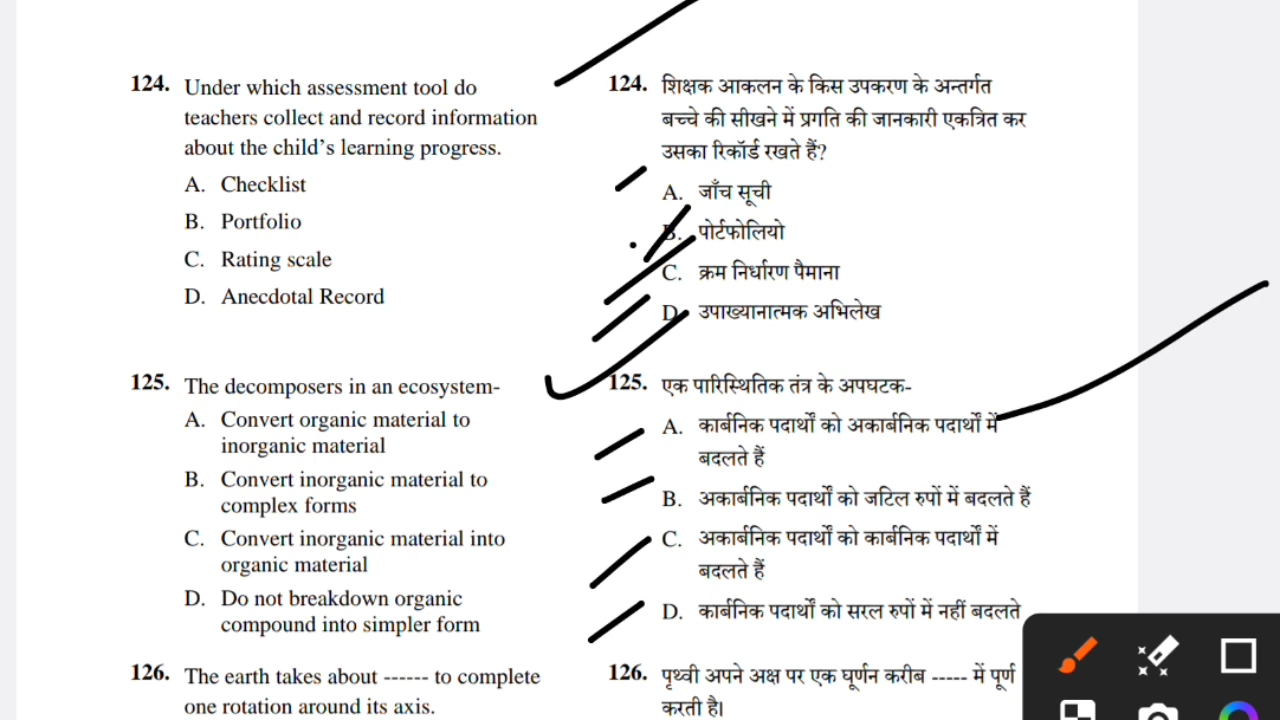 124. Under which assessment tool do
teachers collect and record information
about the child's learning progress.
A. Checklist
B. Portfolio
C. Rating scale
D. Anecdotal Record
125. The decomposers in an ecosystem-
A. Convert organic material to
inorganic material
B. Convert inorganic material to
complex forms
C. Convert inorganic material into
organic material
D. Do not breakdown organic
compound into simpler form
126. The earth takes about ------ to complete
one rotation around its axis.
124. शिक्षक आकलन के किस उपकरण के अन्तर्गत
बच्चे की सीखने में प्रगति की जानकारी एकत्रित कर
उसका रिकॉर्ड रखते हैं?
A. जाँच सूची
B. पोर्टफोलियो
C. क्रम निर्धारण पैमाना
D. उपाख्यानात्मक अभिलेख
125. एक पारिस्थितिक तंत्र के अपघटक-
A. कार्बनिक पदार्थों को अकार्बनिक पदार्थों में
बदलते हैं
B. अकार्बनिक पदार्थों को जटिल रुपों में बदलते हैं
C. अकार्बनिक पदार्थों को कार्बनिक पदार्थों में
बदलते हैं
D. कार्बनिक पदार्थों को सरल रुपों में नहीं बदलते
126. पृथ्वी अपने अक्ष पर एक घूर्णन करीब ----- में पूर्ण
करती है।